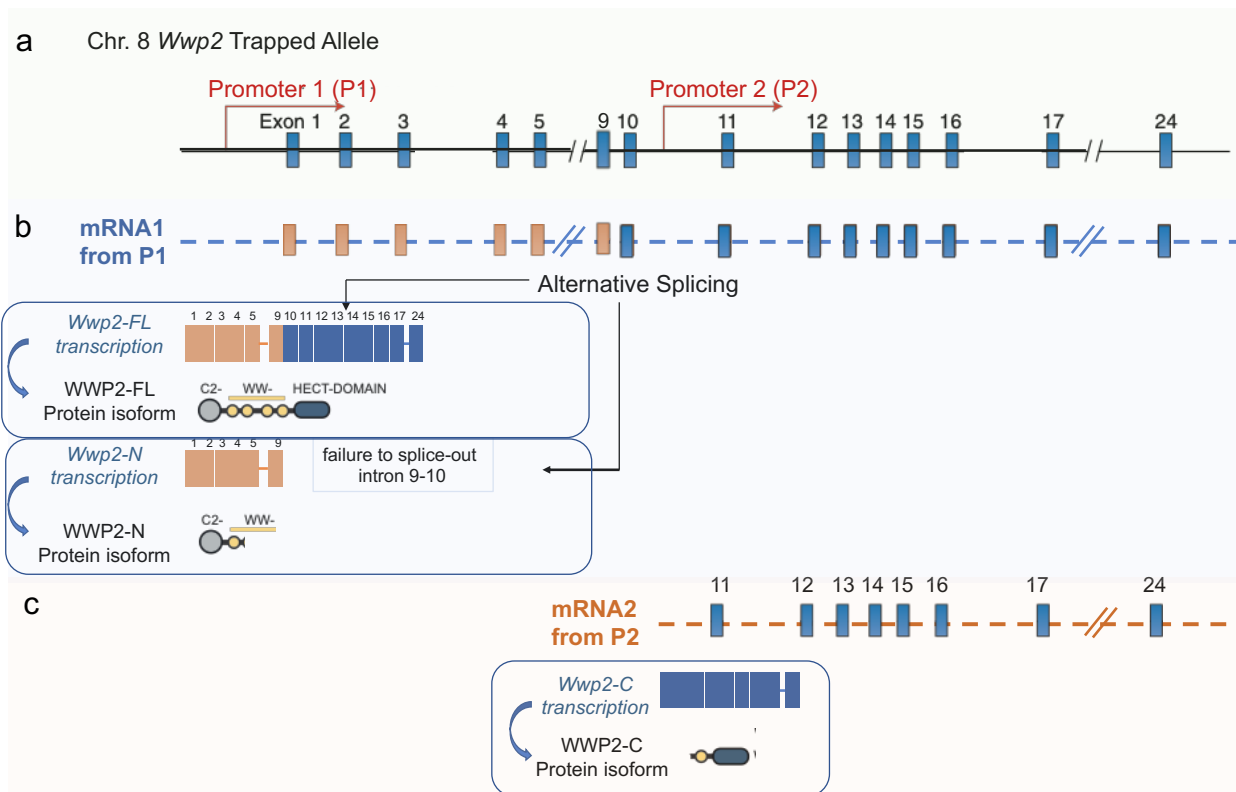 a
Chr. 8 Wwp2 Trapped Allele
Promoter 1 (P1)
Promoter 2 (P2)
Exon 1 2 3 4 5 9 10 11 12 13 14 15 16 17 24
b
mRNA1
from P1
Alternative Splicing
Wwp2-FL
transcription
1 2 3 4 5 9 10 11 12 13 14 15 16 17 24
WWP2-FL
Protein isoform
C2- WW- HECT-DOMAIN
Wwp2-N
transcription
1 2 3 4 5 9
failure to splice-out
intron 9-10
WWP2-N
Protein isoform
C2- WW-
c
mRNA2
from P2
11 12 13 14 15 16 17 24
Wwp2-C
transcription
WWP2-C
Protein isoform